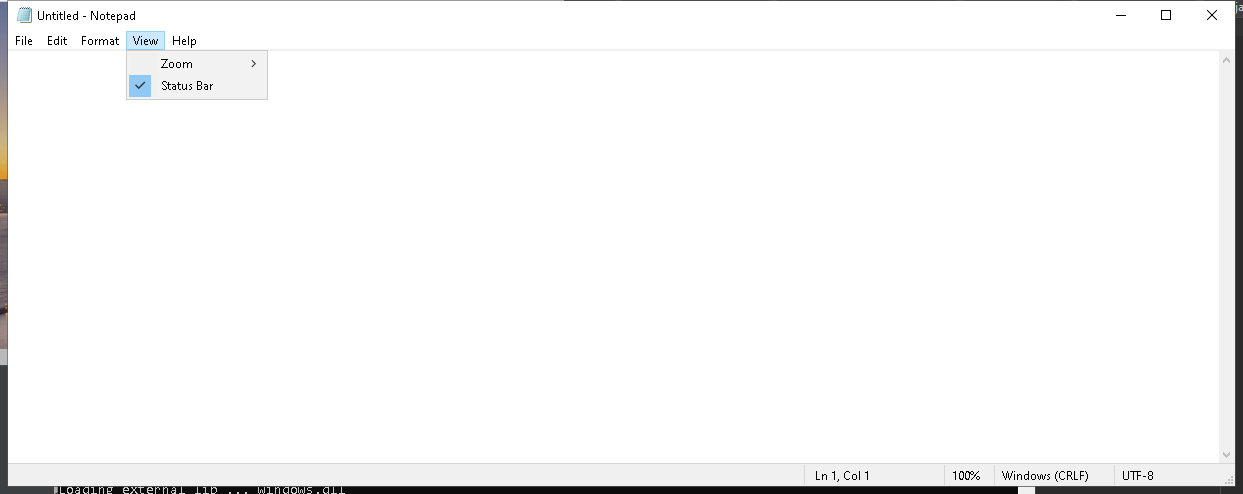 Untitled - Notepad
File Edit Format View Help
Zoom
Status Bar
Ln 1, Col 1 100% Windows (CRLF) UTF-8
Loading external lib ... windows.dll